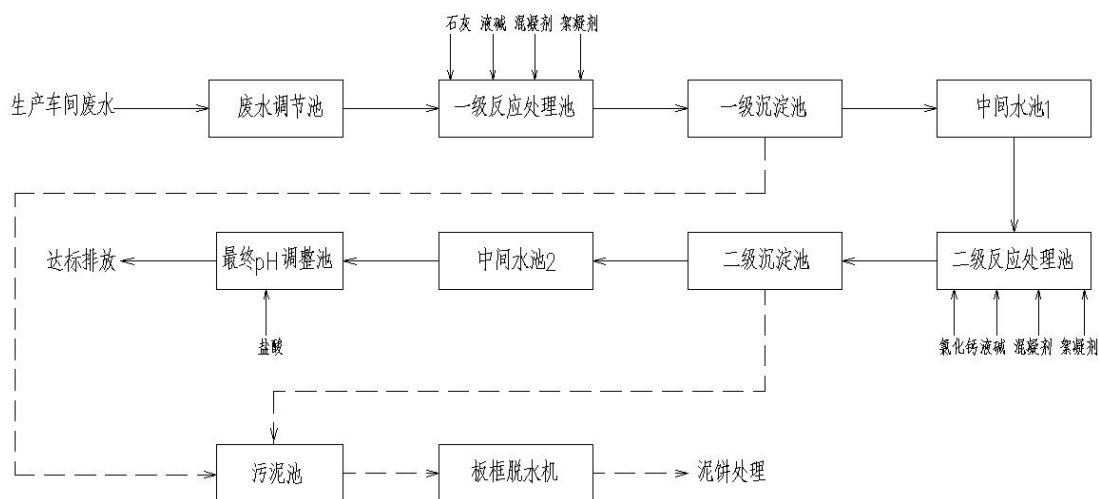 石灰 液碱 混凝剂 絮凝剂
生产车间废水 废水调节池 一级反应处理池 一级沉淀池 中间水池1
达标排放 最终pH调整池 中间水池2 二级沉淀池 二级反应处理池
盐酸 氯化钙 液碱 混凝剂 絮凝剂
污泥池 板框脱水机 泥饼处理